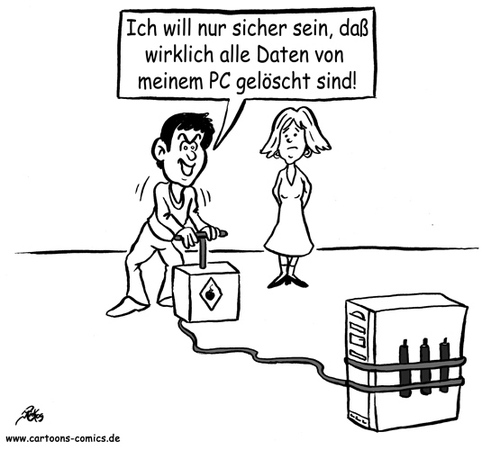 Ich will nur sicher sein, daß
wirklich alle Daten von
meinem PC gelöscht sind!
www.cartoons-comics.de